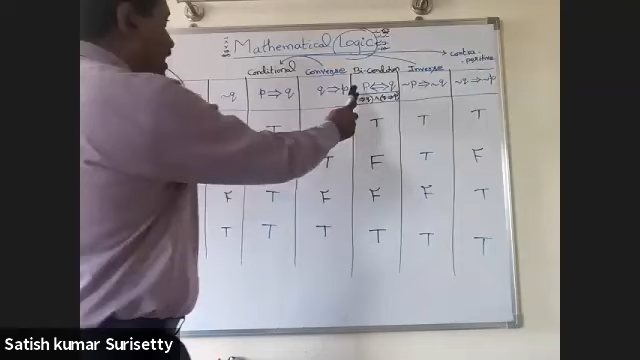 Mathematical Logic
Conditional Converse Bi-Condition Inverse contra-
positive
~q p⇒q q⇒p P⟺q ~P⇒~q ~q⇒~p
T T T T
T F T F
F T F F F T
T T T T T T
Satish kumar Surisetty